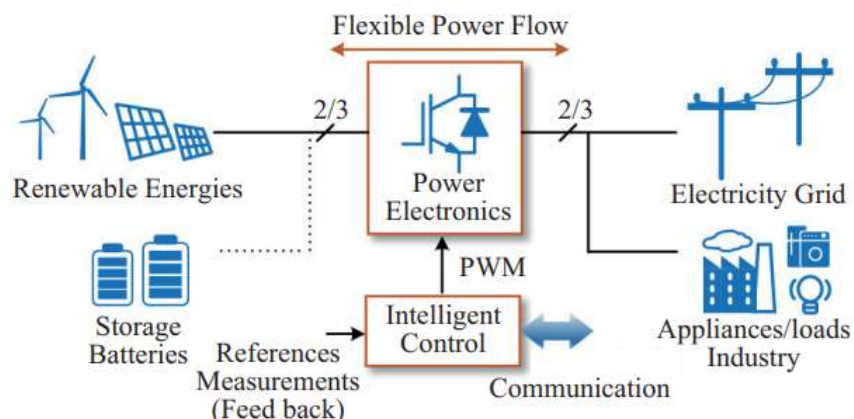 Flexible Power Flow
2/3
2/3
Renewable Energies
Power
Electronics
Electricity Grid
PWM
Storage
Batteries
Intelligent
Control
Appliances/loads
Industry
References
Measurements
(Feed back)
Communication